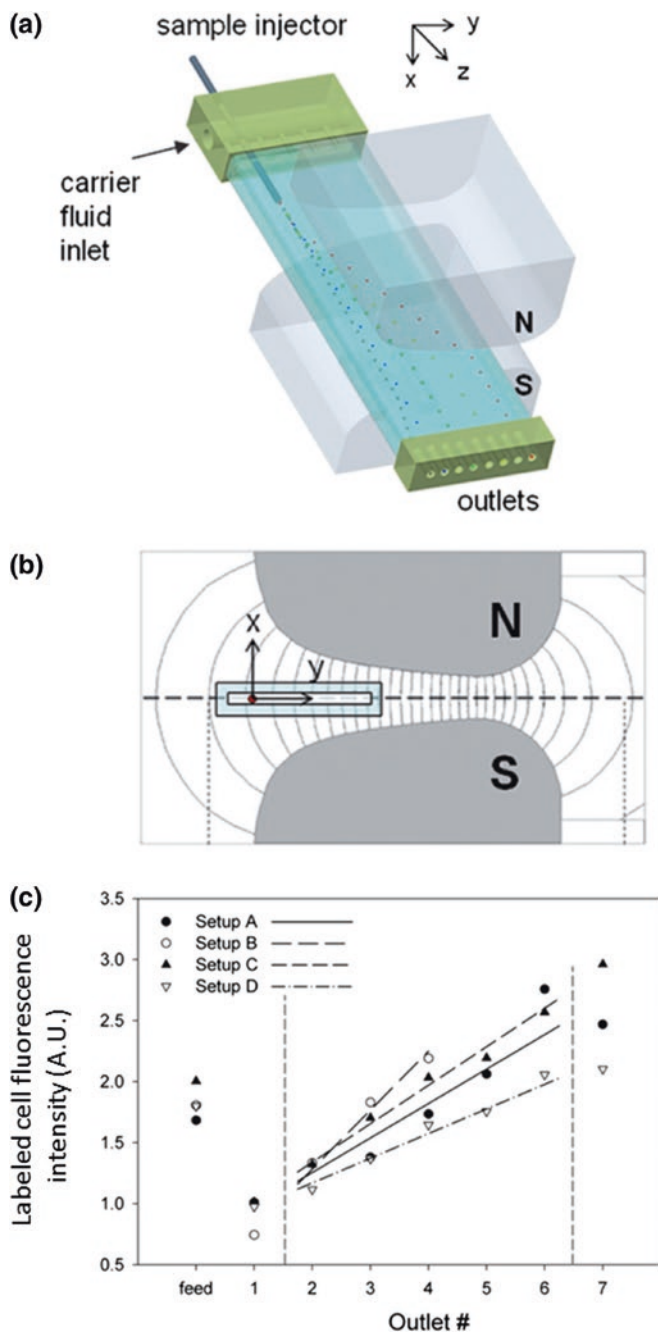 (a)
sample injector
y
x
z
carrier
fluid
inlet
N
S
outlets
(b)
x
y
N
S
(c)
Labeled cell fluorescence
intensity (A.U.)
3.5
3.0
2.5
2.0
1.5
1.0
0.5
Setup A
Setup B
Setup C
Setup D
feed 1 2 3 4 5 6 7
Outlet #